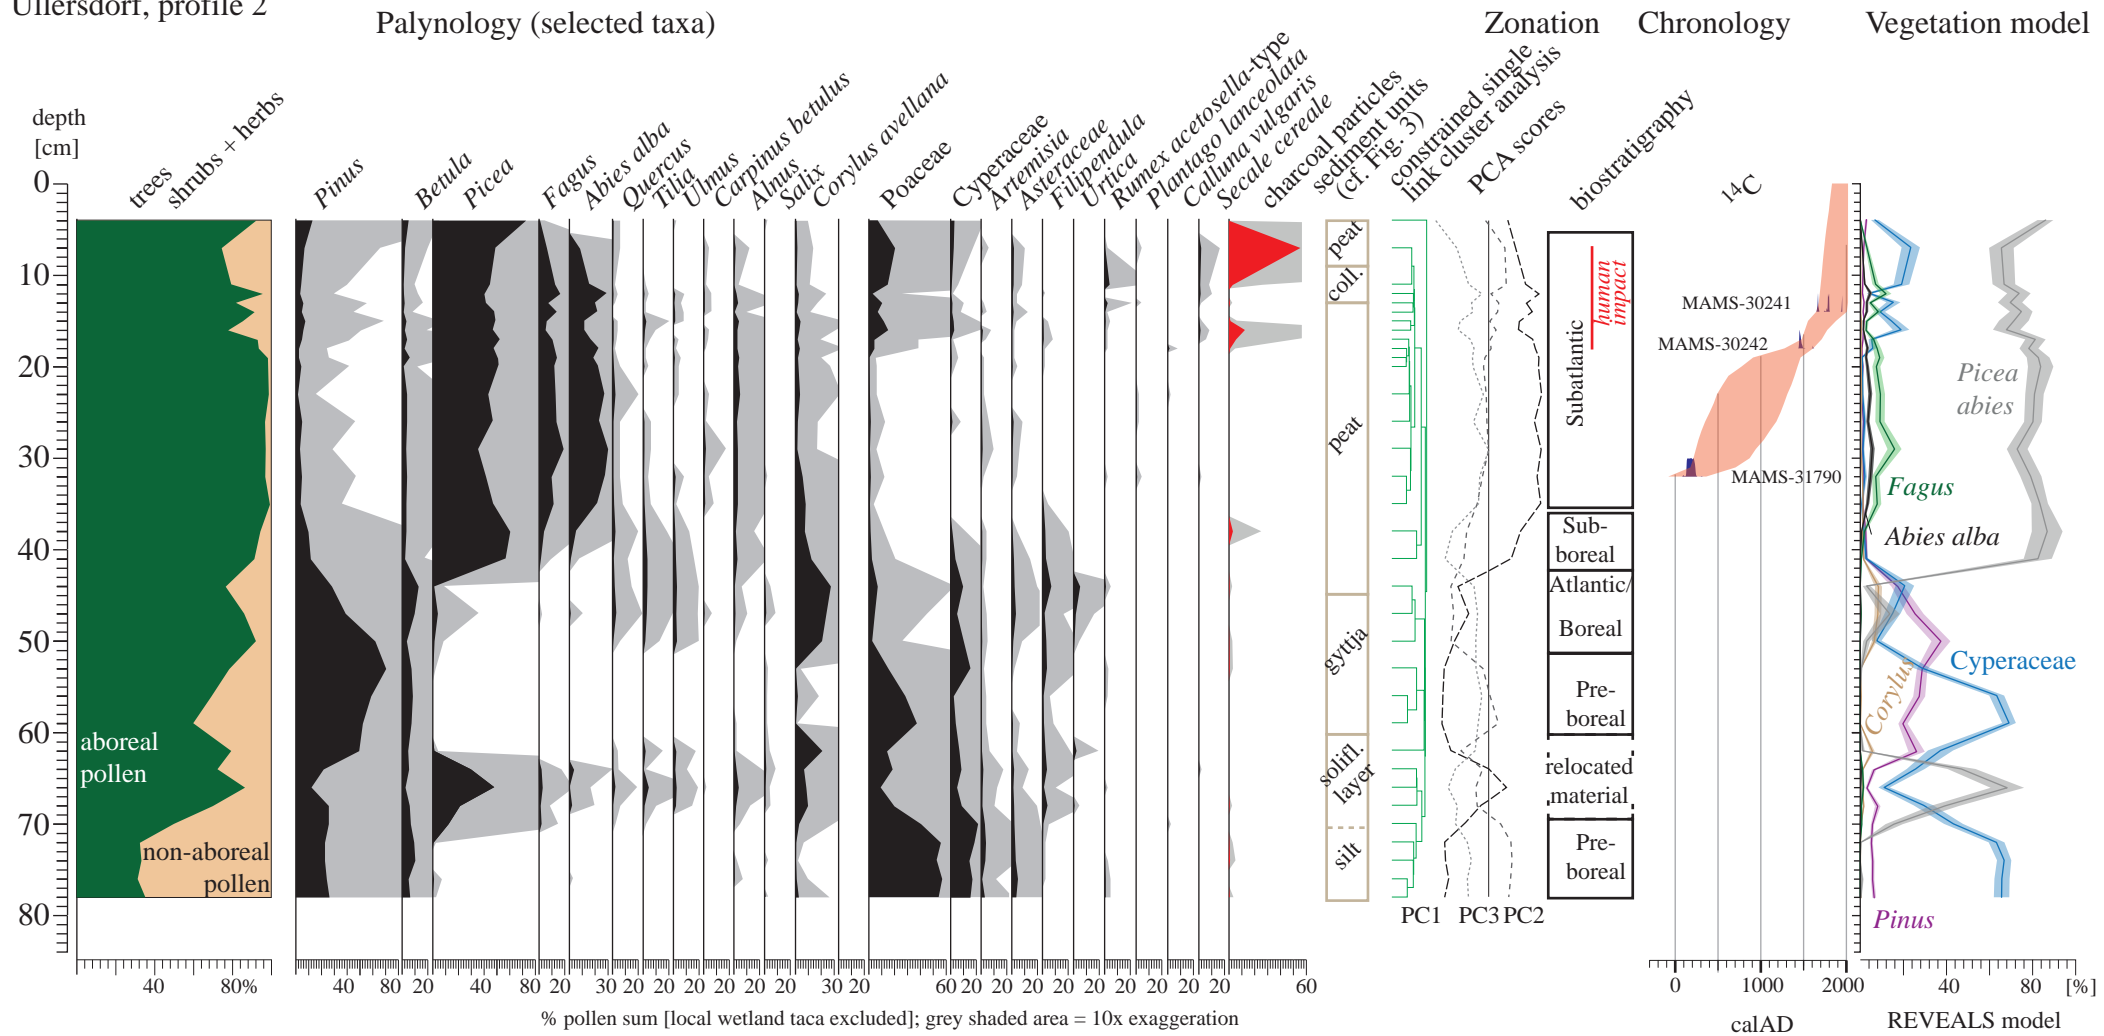 Ullersdorf, profile 2
Palynology (selected taxa)
Zonation
Chronology
Vegetation model
depth
[cm]
trees
shrubs + herbs
Pinus
Betula
Picea
Fagus
Abies alba
Quercus
Tilia
Ulmus
Carpinus betulus
Alnus
Salix
Corylus avellana
Poaceae
Cyperaceae
Artemisia
Asteraceae
Filipendula
Urtica
Rumex acetosella-type
Plantago lanceolata
Calluna vulgaris
Secale cereale
charcoal particles
sediment units
(cf. Fig. 3)
constrained single
link cluster analysis
PCA scores
biostratigraphy
14C
0
10
20
30
40
50
60
70
80
aboreal
pollen
non-aboreal
pollen
peat
coll.
peat
gyttja
solifl.
layer
silt
PC1
PC3
PC2
Subatlantic
human
impact
Sub-
boreal
Atlantic/
Boreal
Pre-
boreal
relocated
material
Pre-
boreal
MAMS-30241
MAMS-30242
MAMS-31790
Picea
abies
Fagus
Abies alba
Cyperaceae
Corylus
Pinus
40 80%
40 80 20 40 80 20 20 30 20 20 20 20 20 20 30 20 60 20 20 20 20 20 20 20 20 20 60
0 1000 2000
40 80 [%]
% pollen sum [local wetland taca excluded]; grey shaded area = 10x exaggeration
calAD
REVEALS model